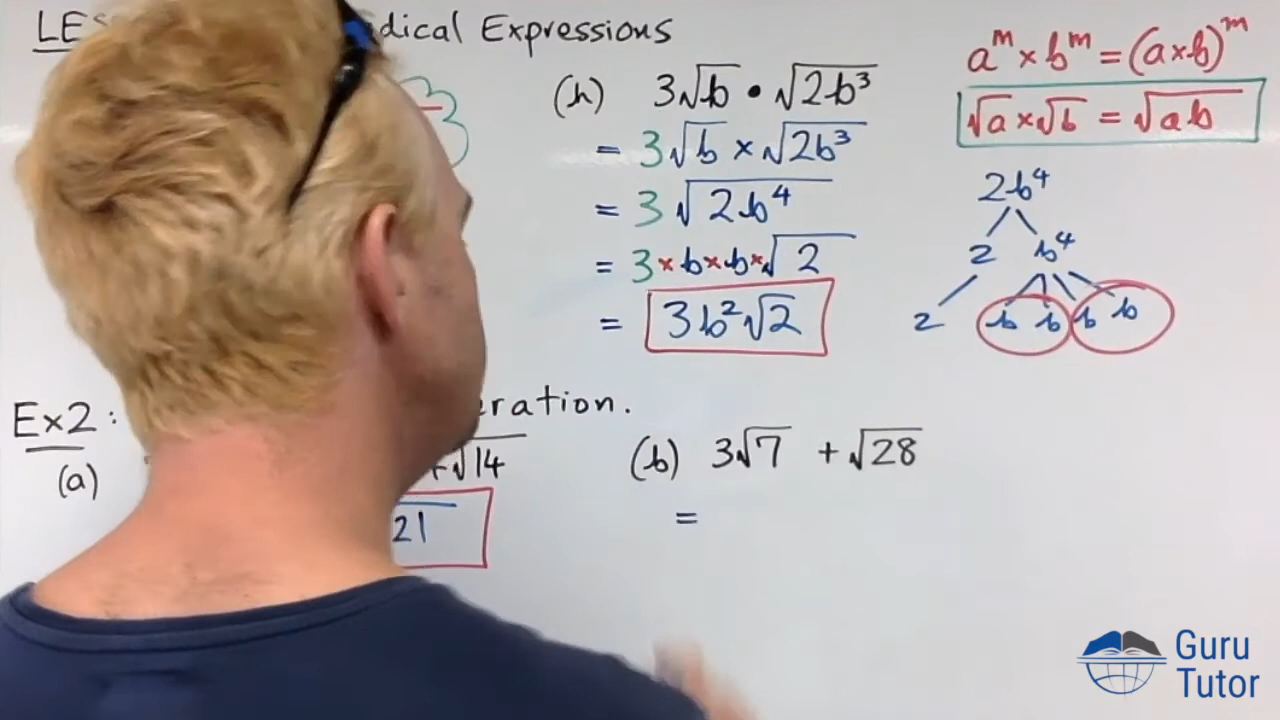 LES dical Expressions
(h) 3√b • √2b³
= 3√b × √2b³
= 3√2b⁴
= 3×b×b×√2
= 3b²√2
aᵐ × bᵐ = (a×b)ᵐ
√a × √b = √ab
2b⁴
2 b⁴
2 b b b b
Ex2: eration.
(a) +√14
21
(b) 3√7 + √28
=
Guru
Tutor